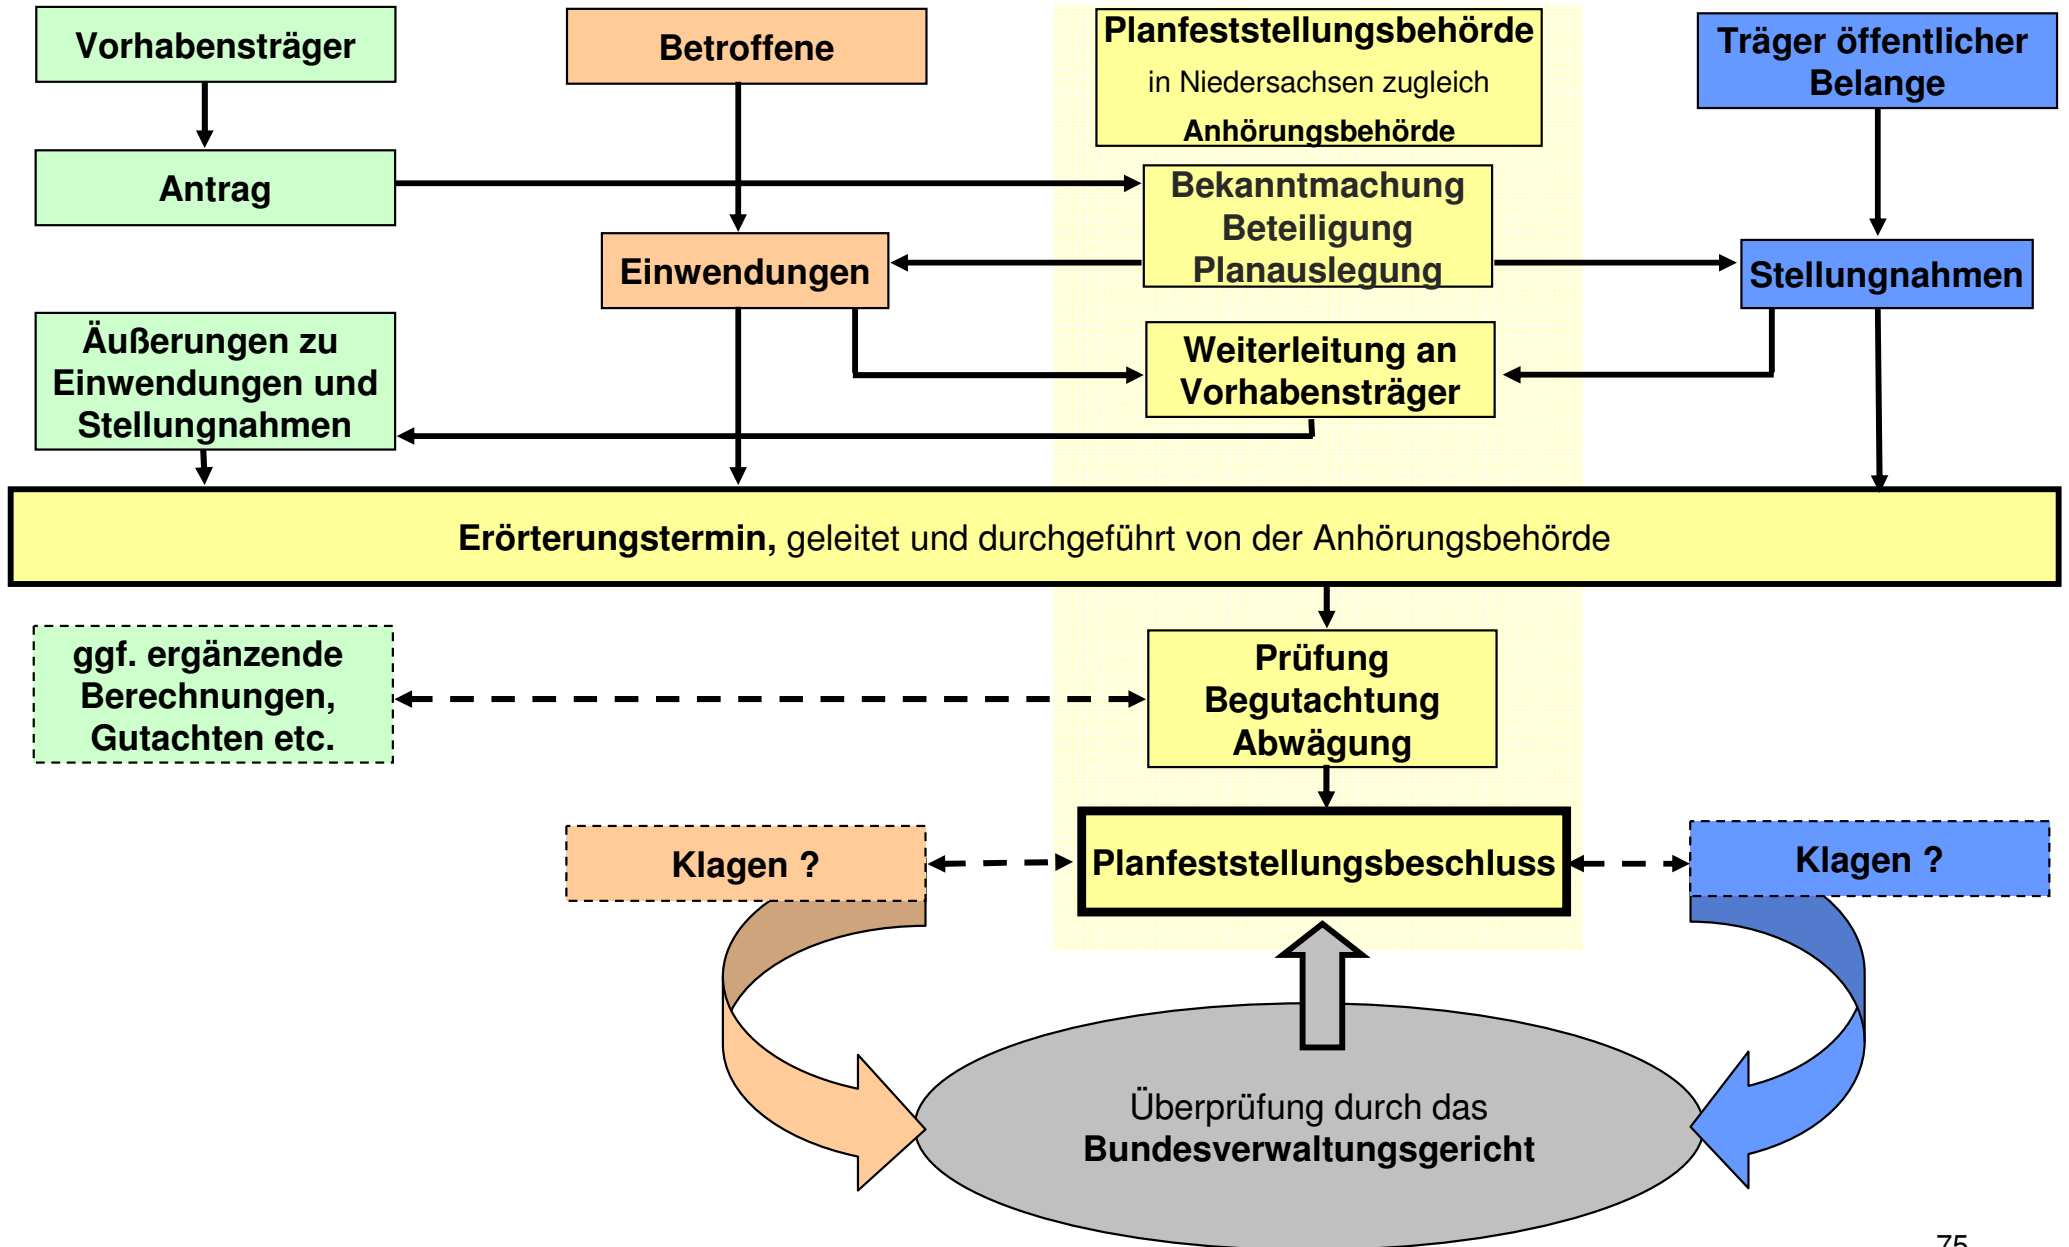 Vorhabensträger
Betroffene
Planfeststellungsbehörde
in Niedersachsen zugleich
Anhörungsbehörde
Träger öffentlicher
Belange
Antrag
Bekanntmachung
Beteiligung
Planauslegung
Einwendungen
Stellungnahmen
Äußerungen zu
Einwendungen und
Stellungnahmen
Weiterleitung an
Vorhabensträger
Erörterungstermin, geleitet und durchgeführt von der Anhörungsbehörde
ggf. ergänzende
Berechnungen,
Gutachten etc.
Prüfung
Begutachtung
Abwägung
Klagen ?
Planfeststellungsbeschluss
Klagen ?
Überprüfung durch das
Bundesverwaltungsgericht
75